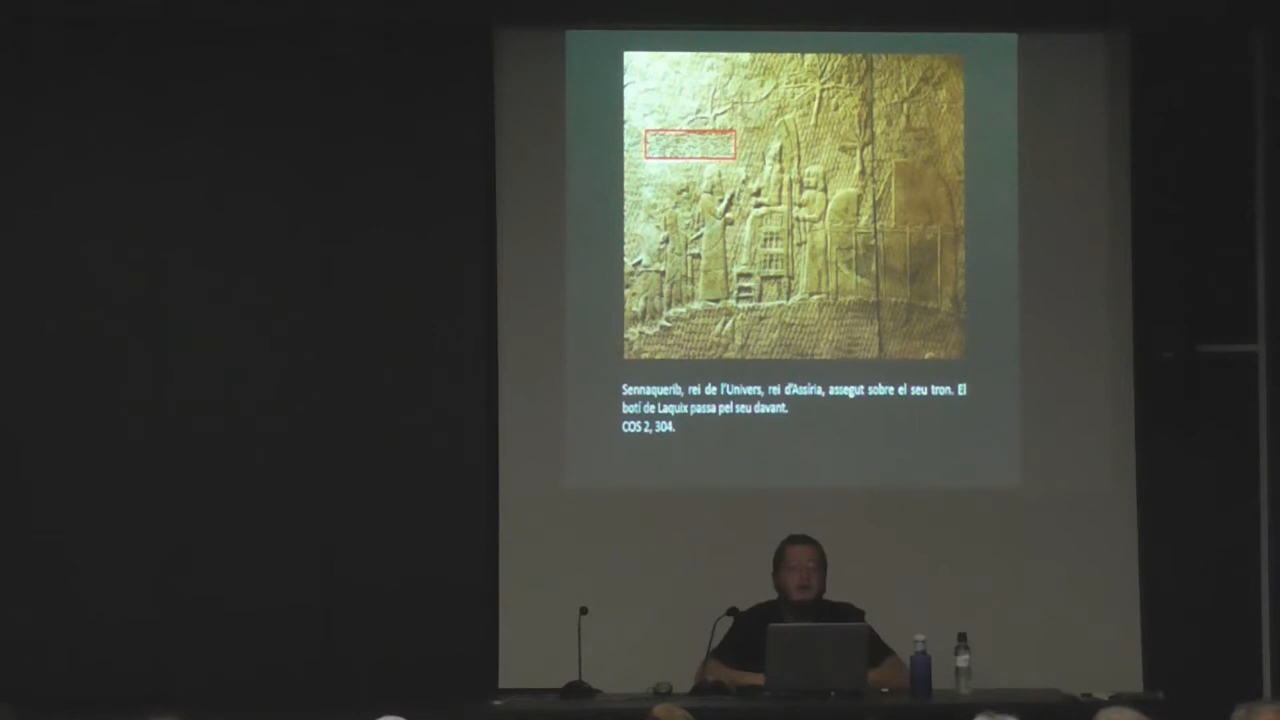 Sennaquerib, rei de l'Univers, rei d'Assíria, assegut sobre el seu tron. El
botí de Laquix passa pel seu davant.
COS 2, 304.